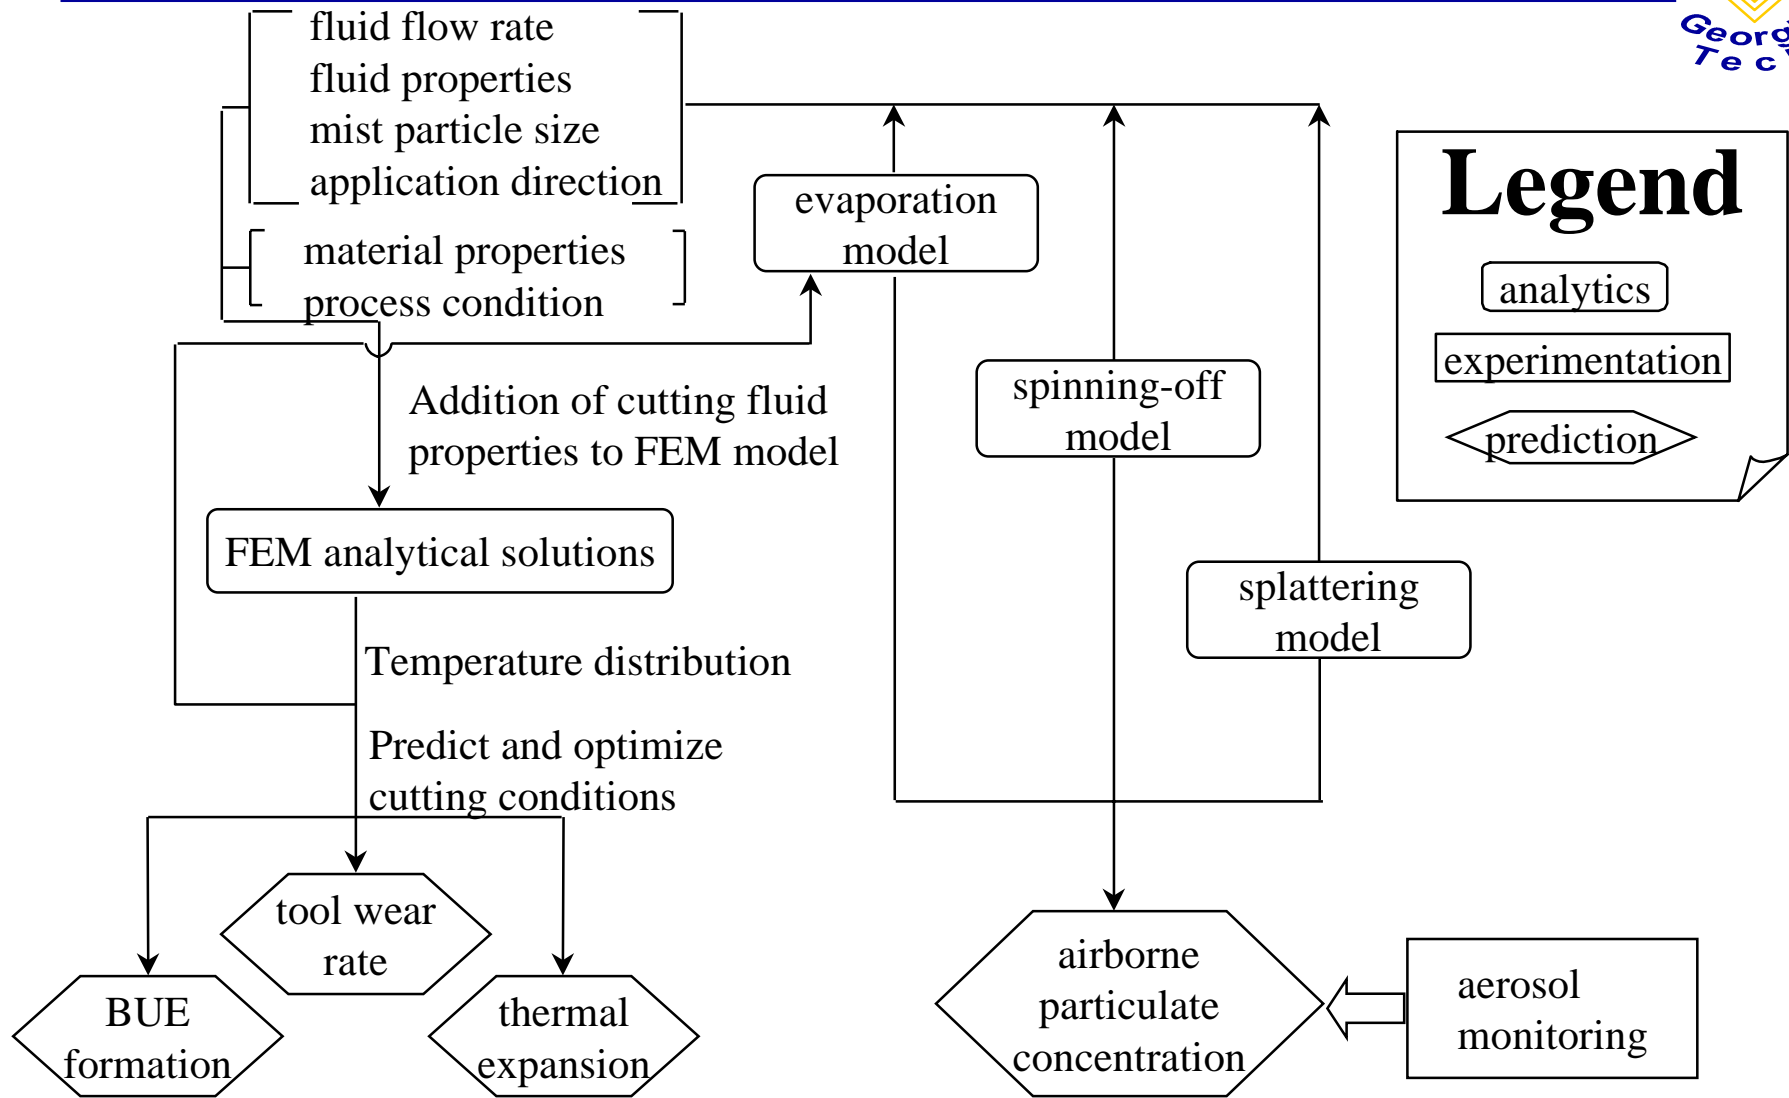 fluid flow rate
fluid properties
mist particle size
application direction
material properties
process condition
evaporation
model
Addition of cutting fluid
properties to FEM model
spinning-off
model
FEM analytical solutions
splattering
model
Temperature distribution
Predict and optimize
cutting conditions
tool wear
rate
BUE
formation
thermal
expansion
airborne
particulate
concentration
aerosol
monitoring
Legend
analytics
experimentation
prediction